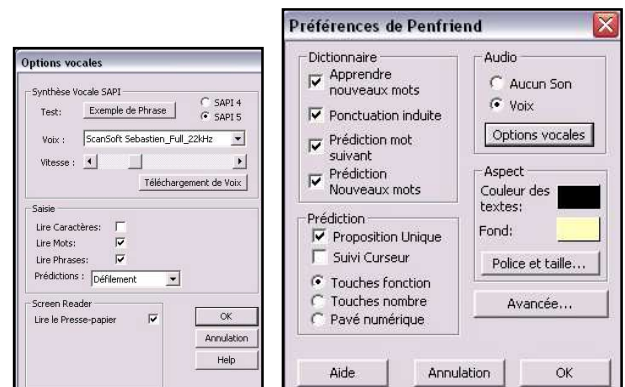 Options vocales
Synthèse Vocale SAPI
Test:
Exemple de Phrase
SAPI 4
SAPI 5
Voix :
ScanSoft Sebastien_Full_22kHz
Vitesse :
Téléchargement de Voix
Saisie
Lire Caractères:
Lire Mots:
Lire Phrases:
Prédictions :
Défilement
Screen Reader
Lire le Presse-papier
OK
Annulation
Help
Préférences de Penfriend
Dictionnaire
Apprendre
nouveaux mots
Ponctuation induite
Prédiction mot
suivant
Prédiction
Nouveaux mots
Prédiction
Proposition Unique
Suivi Curseur
Touches fonction
Touches nombre
Pavé numérique
Audio
Aucun Son
Voix
Options vocales
Aspect
Couleur des
textes:
Fond:
Police et taille...
Avancée...
Aide
Annulation
OK